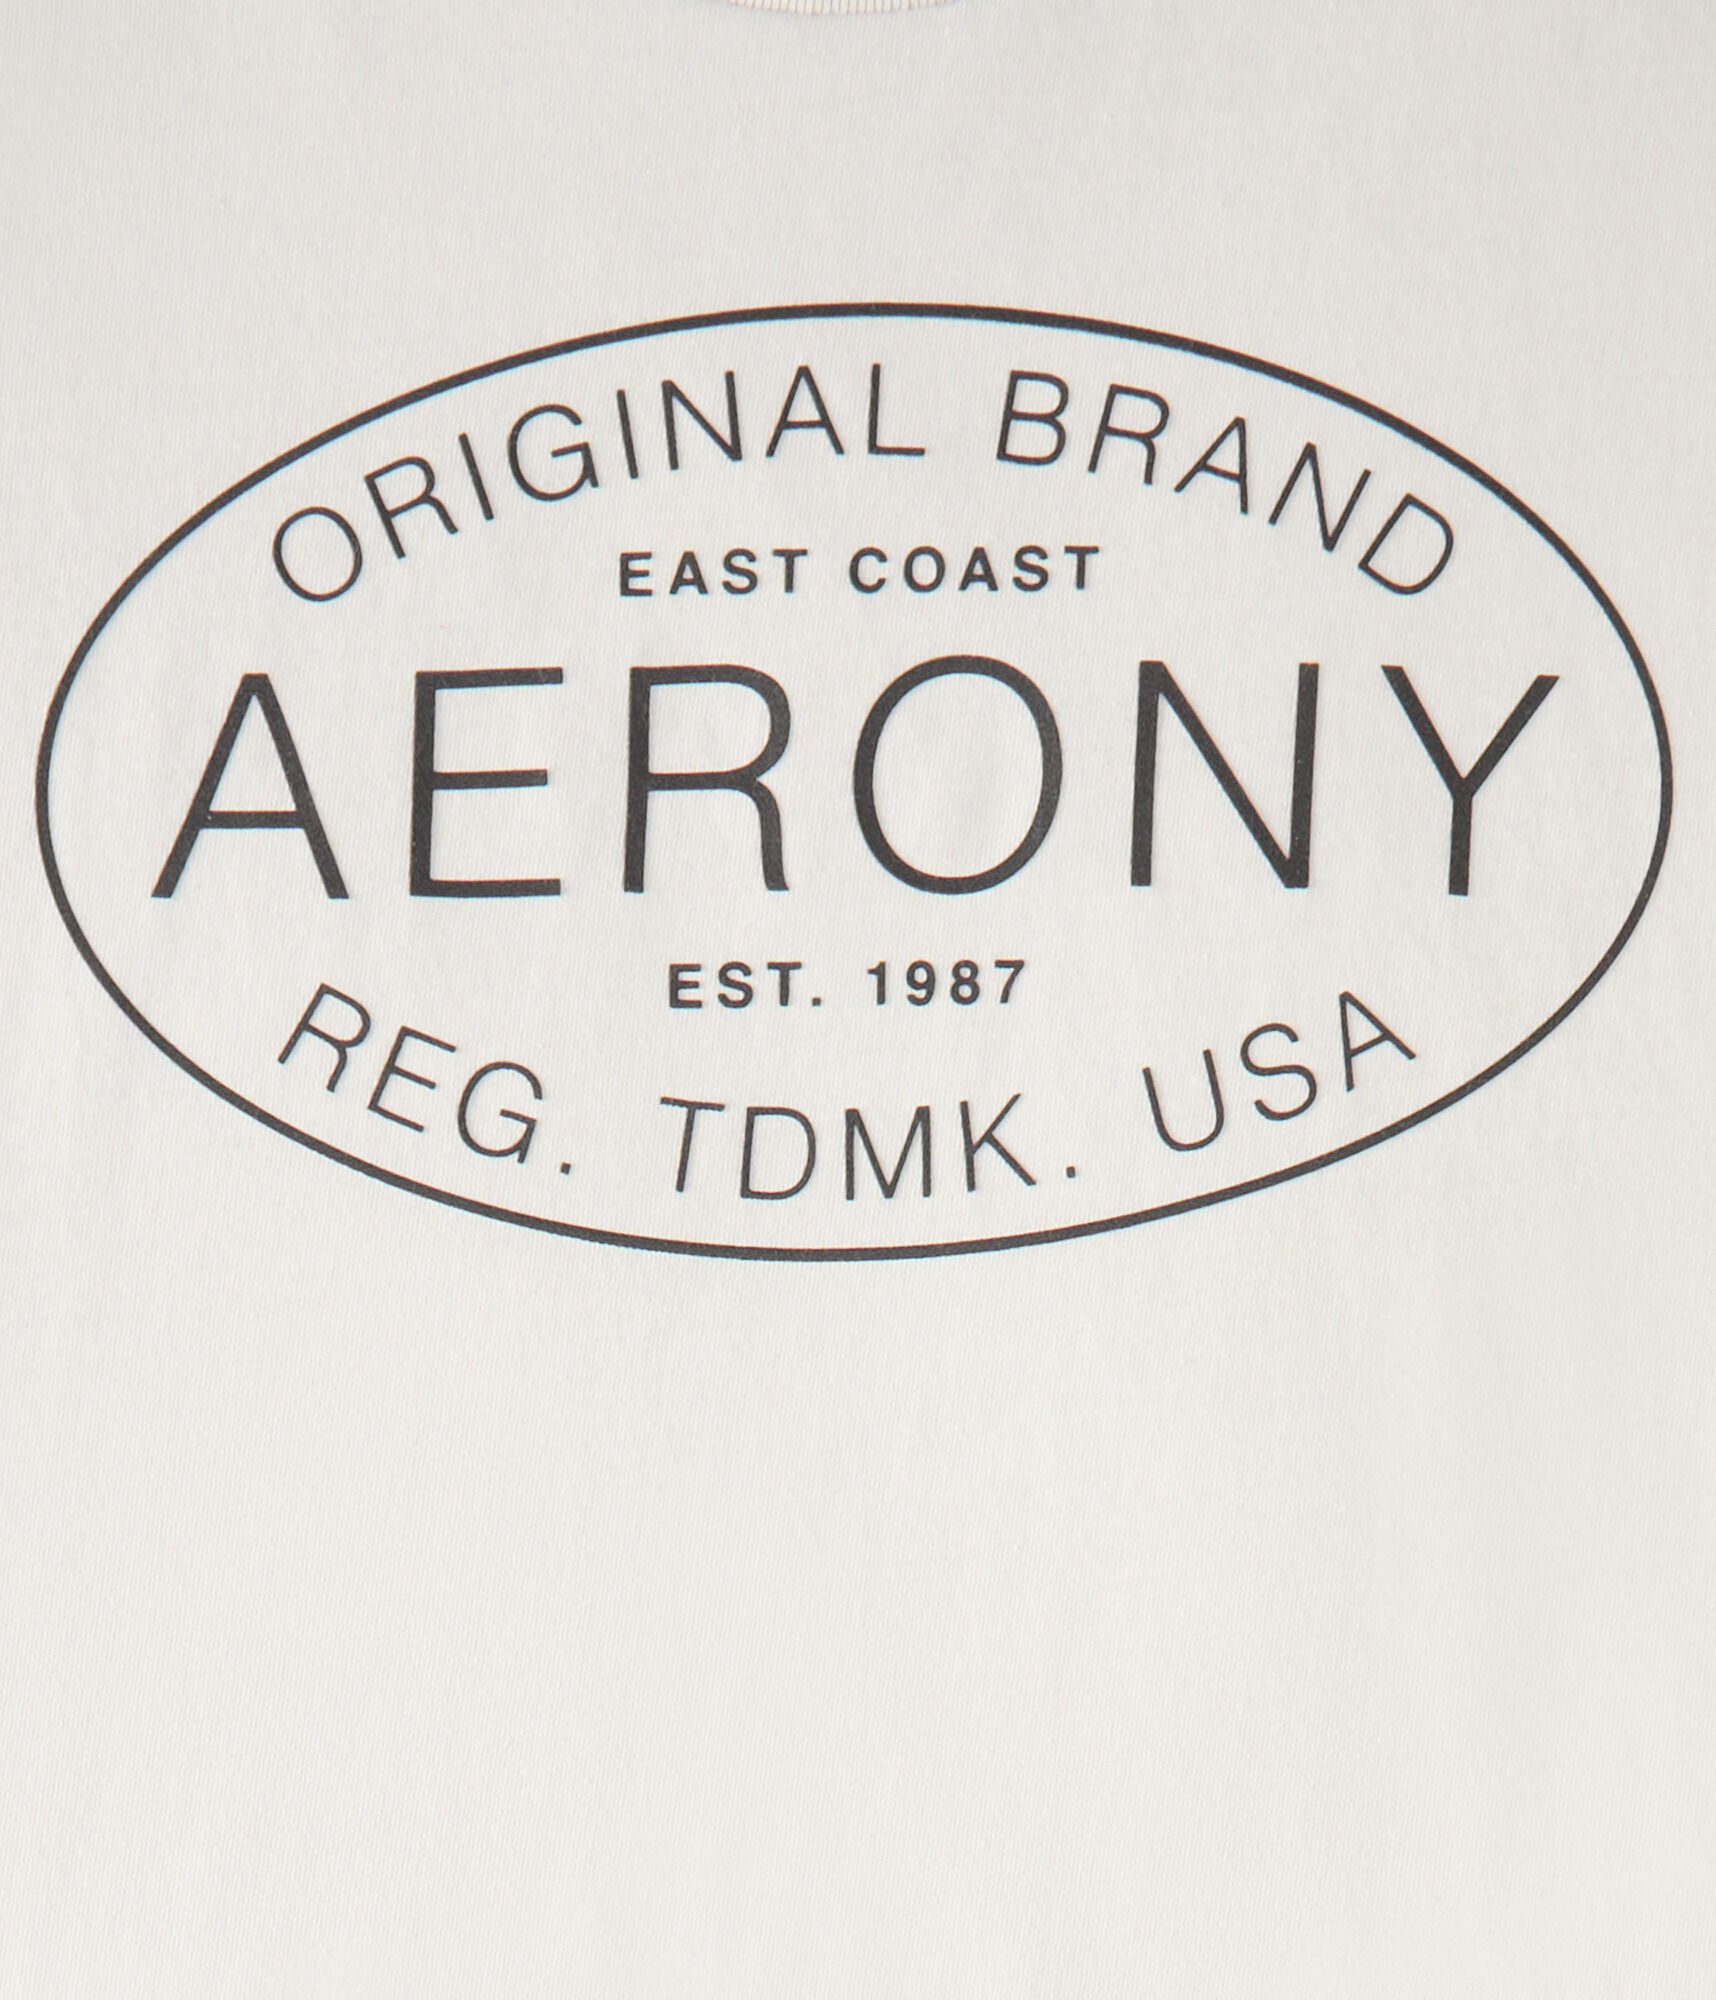 ORIGINAL BRAND
EAST COAST
AERONY
EST. 1987
REG. TDMK. USA